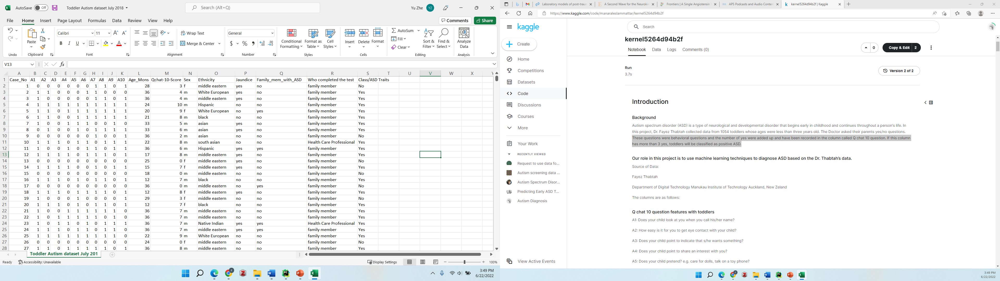 AutoSave Off Toddler Autism dataset July 2018 Search (Alt+Q) Yu Zhe YZ
File Home Insert Page Layout Formulas Data Review View Help Comments Share
Calibri 11 Wrap Text General AutoSum
Paste B I U Merge & Center $ % Conditional Formatting Format as Table Cell Styles Insert Delete Format Fill Clear Sort & Filter Find & Select Analyze Data
Undo Clipboard Font Alignment Number Styles Cells Editing Analysis
V13 fx
A B C D E F G H I J K L M N O P Q R S T U V W X Y
1 Case_No A1 A2 A3 A4 A5 A6 A7 A8 A9 A10 Age_Mons Qchat-10-Score Sex Ethnicity Jaundice Family_mem_with_ASD Who completed the test Class/ASD Traits
2 1 0 0 0 0 0 0 1 1 0 1 28 3 f middle eastern yes no family member No
3 2 1 1 0 0 0 1 1 0 0 0 36 4 m White European yes no family member Yes
4 3 1 0 0 0 0 0 1 1 0 1 36 4 m middle eastern yes no family member Yes
5 4 1 1 1 1 1 1 1 1 1 1 24 10 m Hispanic no no family member Yes
6 5 1 1 0 1 1 1 1 1 1 1 20 9 f White European no yes family member Yes
7 6 1 1 0 0 1 1 1 1 1 1 21 8 m black no no family member Yes
8 7 1 0 0 1 1 1 0 0 1 0 33 5 m asian yes no family member Yes
9 8 0 1 0 0 1 0 1 1 1 1 33 6 m asian yes no family member Yes
10 9 0 0 0 0 0 0 1 0 0 1 36 2 m asian no no family member No
11 10 1 1 1 0 1 1 0 1 1 1 22 8 m south asian no no Health Care Professional Yes
12 11 1 0 0 1 1 1 0 1 0 1 36 6 m Hispanic yes yes family member Yes
13 12 1 1 1 1 0 1 1 1 0 1 17 8 m middle eastern yes no family member Yes
14 13 0 0 0 0 0 0 0 0 0 0 25 0 f middle eastern yes no family member No
15 14 1 1 1 1 0 0 1 0 1 1 15 7 f middle eastern yes no family member Yes
16 15 0 0 0 0 0 0 0 0 0 0 18 0 m middle eastern no no family member No
17 16 1 1 1 0 1 0 1 1 0 1 12 7 m black no no family member Yes
18 17 0 0 0 0 0 0 0 0 0 0 36 0 m middle eastern no yes family member No
19 18 1 1 1 0 1 1 1 1 0 1 12 8 f middle eastern yes no family member Yes
20 19 1 0 0 0 1 0 0 0 0 1 29 3 f middle eastern no no family member No
21 20 1 1 1 0 1 0 1 1 0 1 12 7 f black no no family member Yes
22 21 1 0 0 1 1 1 1 1 1 0 36 7 m middle eastern no no family member Yes
23 22 1 0 1 1 1 1 1 0 1 0 36 7 m middle eastern no no family member Yes
24 23 1 0 1 1 0 1 0 1 1 1 36 7 m Native Indian yes yes Health Care Professional Yes
25 24 1 1 1 0 1 1 0 1 1 0 36 7 m middle eastern yes yes family member Yes
26 25 1 1 1 1 1 1 1 1 1 0 22 9 m White European no no family member Yes
27 26 0 0 0 0 0 0 0 0 0 0 24 0 f middle eastern no no family member No
28 27 1 1 0 1 1 1 1 1 0 1 36 8 m middle eastern no no family member Yes
Toddler Autism dataset July 201
Ready Accessibility: Unavailable Display Settings 100%
3:49 PM
6/22/2022
Laboratory models of post-traum A Second Wave for the Neurokin Frontiers | A Single Angiotensin APS Podcasts and Audio Conten kernel5264d94b2f | Kaggle
https://www.kaggle.com/code/manaraleslammattar/kernel5264d94b2f
kaggle
Search
Create
Home
Competitions
Datasets
Code
Discussions
Courses
More
Your Work
RECENTLY VIEWED
Request to use data fo...
Autism screening data ...
Autism Spectrum Disor...
Predicting Early ASD T...
Autism Diagnosis
View Active Events
kernel5264d94b2f
Notebook Data Logs Comments (0)
0 Copy & Edit 2
Run
3.7s
Version 2 of 2
Introduction
Background
Autism spectrum disorder (ASD) is a type of neurological and developmental disorder that begins early in childhood and continues throughout a person's life. In
this project, Dr. Fayez Thabtah collected data from 1054 toddlers whose ages were less than three years old. The Doctor asked their parents yes/no questions.
These questions were behavioral questions and the number of yes were added up and have been recorded in the column called Q chat 10 question. If this column
has more than 3 yes, toddlers will be classified as positive ASD.
Our role in this project is to use machine learning techniques to diagnose ASD based on the Dr. Thabtah's data.
Source of Data:
Fayez Thabtah
Department of Digital Technology Manukau Institute of Technology Auckland, New Zeland
The columns are as follows:
Q chat 10 question features with toddlers
A1: Does your child look at you when you call his/her name?
A2: How easy is it for you to get eye contact with your child?
A3: Does your child point to indicate that s/he wants something?
A4: Does your child point to share an interest with you?
A5: Does your child pretend? e.g. care for dolls, talk on a toy phone?
3:49 PM
6/22/2022